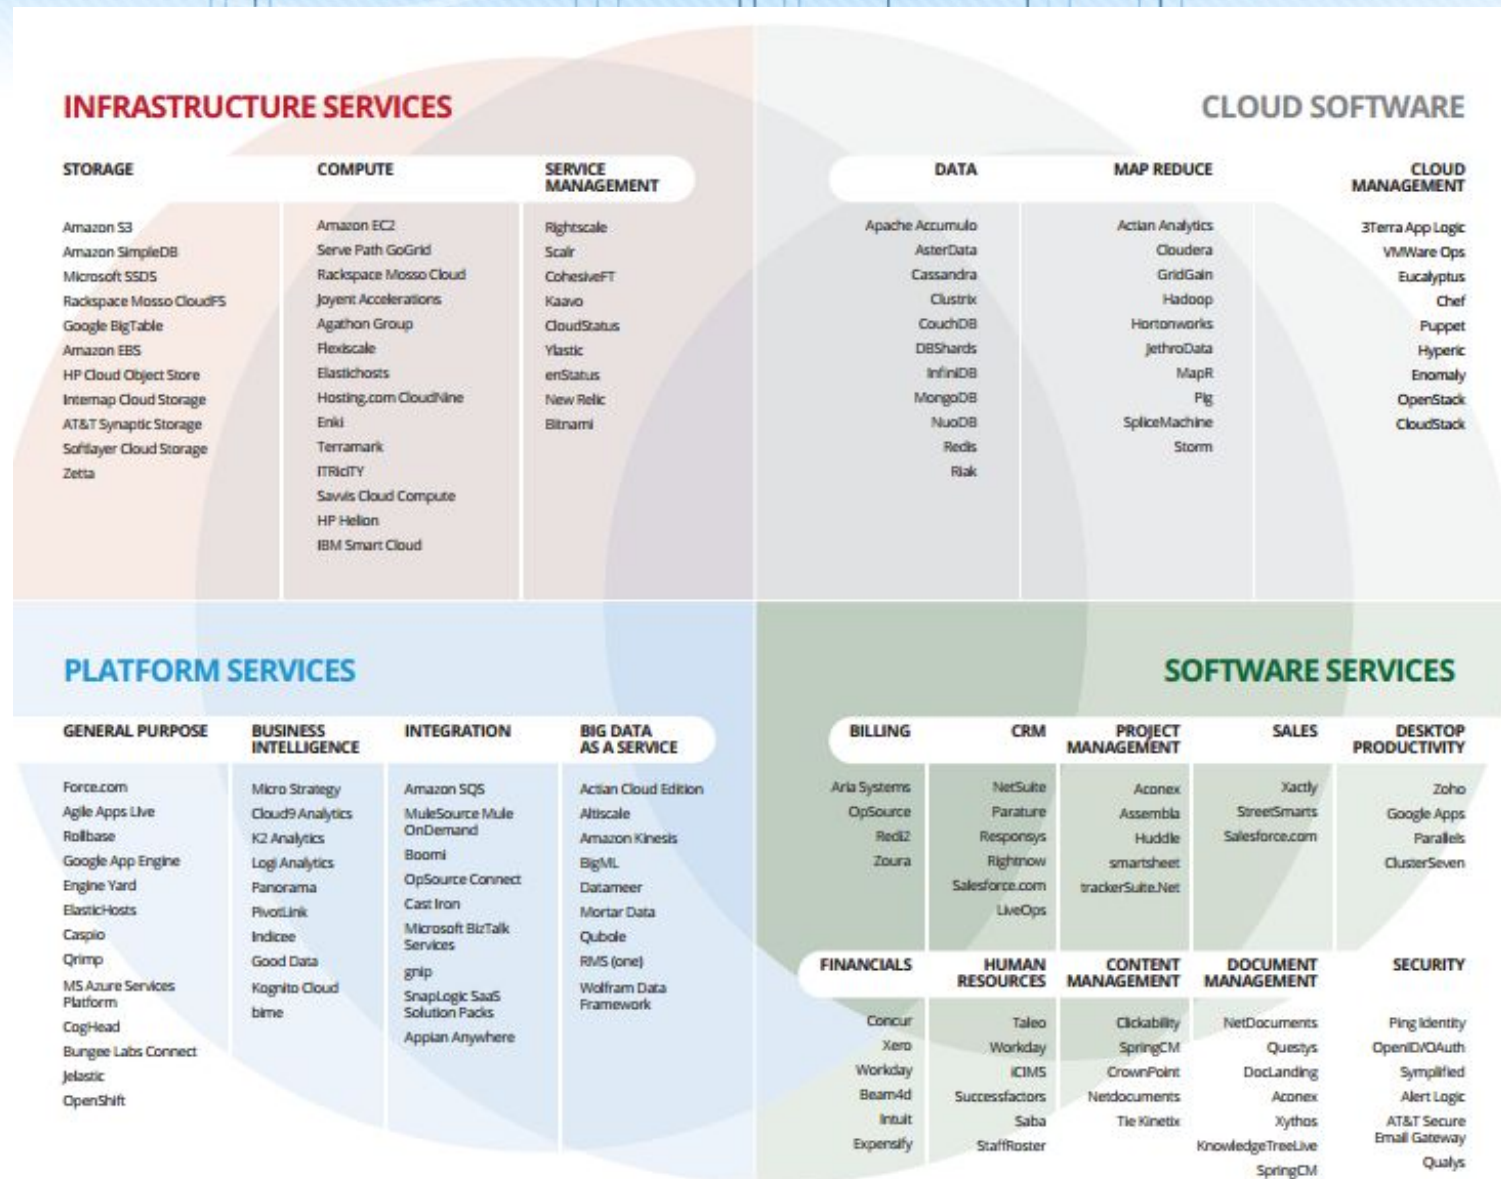 INFRASTRUCTURE SERVICES
STORAGE
Amazon S3
Amazon SimpleDB
Microsoft SSDS
Rackspace Mosso CloudFS
Google BigTable
Amazon EBS
HP Cloud Object Store
Internap Cloud Storage
AT&T Synaptic Storage
Softlayer Cloud Storage
Zetta
COMPUTE
Amazon EC2
Serve Path GoGrid
Rackspace Mosso Cloud
Joyent Accelerations
Agathon Group
Flexiscale
Elastichosts
Hosting.com CloudNine
Enki
Terramark
ITRiciTY
Savvis Cloud Compute
HP Helion
IBM Smart Cloud
SERVICE
MANAGEMENT
Rightscale
Scalr
CohesiveFT
Kaavo
CloudStatus
Ylastic
enStatus
New Relic
Bitnami
CLOUD SOFTWARE
DATA
Apache Accumulo
AsterData
Cassandra
Clustrix
CouchDB
DBShards
InfiniDB
MongoDB
NuoDB
Redis
Riak
MAP REDUCE
Actian Analytics
Cloudera
GridGain
Hadoop
Hortonworks
JethroData
MapR
Pig
SpliceMachine
Storm
CLOUD
MANAGEMENT
3Terra App Logic
VMWare Ops
Eucalyptus
Chef
Puppet
Hyperic
Enomaly
OpenStack
CloudStack
PLATFORM SERVICES
GENERAL PURPOSE
Force.com
Agile Apps Live
Rollbase
Google App Engine
Engine Yard
ElasticHosts
Caspio
Qrimp
MS Azure Services
Platform
CogHead
Bungee Labs Connect
Jelastic
OpenShift
BUSINESS
INTELLIGENCE
Micro Strategy
Cloud9 Analytics
K2 Analytics
Logi Analytics
Panorama
PivotLink
Indicee
Good Data
Kognito Cloud
bime
INTEGRATION
Amazon SQS
MuleSource Mule
OnDemand
Boomi
OpSource Connect
Cast Iron
Microsoft BizTalk
Services
gnip
SnapLogic SaaS
Solution Packs
Appian Anywhere
BIG DATA
AS A SERVICE
Actian Cloud Edition
Altiscale
Amazon Kinesis
BigML
Datameer
Mortar Data
Qubole
RMS (one)
Wolfram Data
Framework
SOFTWARE SERVICES
BILLING
Aria Systems
OpSource
Redi2
Zoura
CRM
NetSuite
Parature
Responsys
Rightnow
Salesforce.com
LiveOps
PROJECT
MANAGEMENT
Aconex
Assembla
Huddle
smartsheet
trackerSuite.Net
SALES
Xactly
StreetSmarts
Salesforce.com
DESKTOP
PRODUCTIVITY
Zoho
Google Apps
Parallels
ClusterSeven
FINANCIALS
Concur
Xero
Workday
Beam4d
Intuit
Expensify
HUMAN
RESOURCES
Taleo
Workday
iCIMS
Successfactors
Saba
StaffRoster
CONTENT
MANAGEMENT
Clickability
SpringCM
CrownPoint
Netdocuments
Tie Kinetix
DOCUMENT
MANAGEMENT
NetDocuments
Questys
DocLanding
Aconex
Xythos
KnowledgeTreeLive
SpringCM
SECURITY
Ping Identity
OpenID/OAuth
Symplified
Alert Logic
AT&T Secure
Email Gateway
Qualys